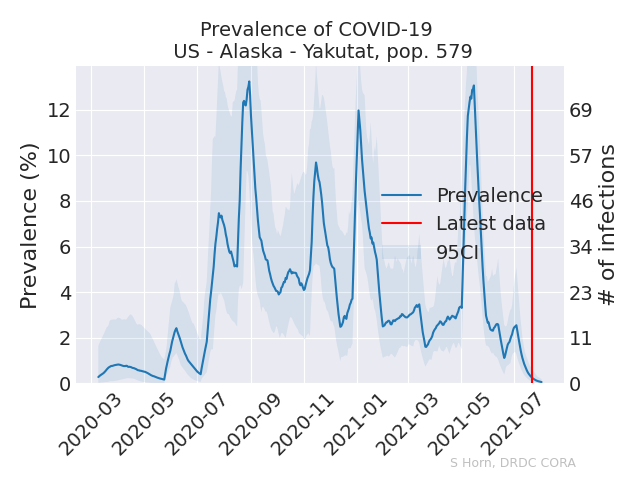 Prevalence of COVID-19
US - Alaska - Yakutat, pop. 579
Prevalence (%)
12
10
8
6
4
2
0
69
57
46
34
23
11
0
# of infections
Prevalence
Latest data
95CI
2020-03
2020-05
2020-07
2020-09
2020-11
2021-01
2021-03
2021-05
2021-07
S Horn, DRDC CORA